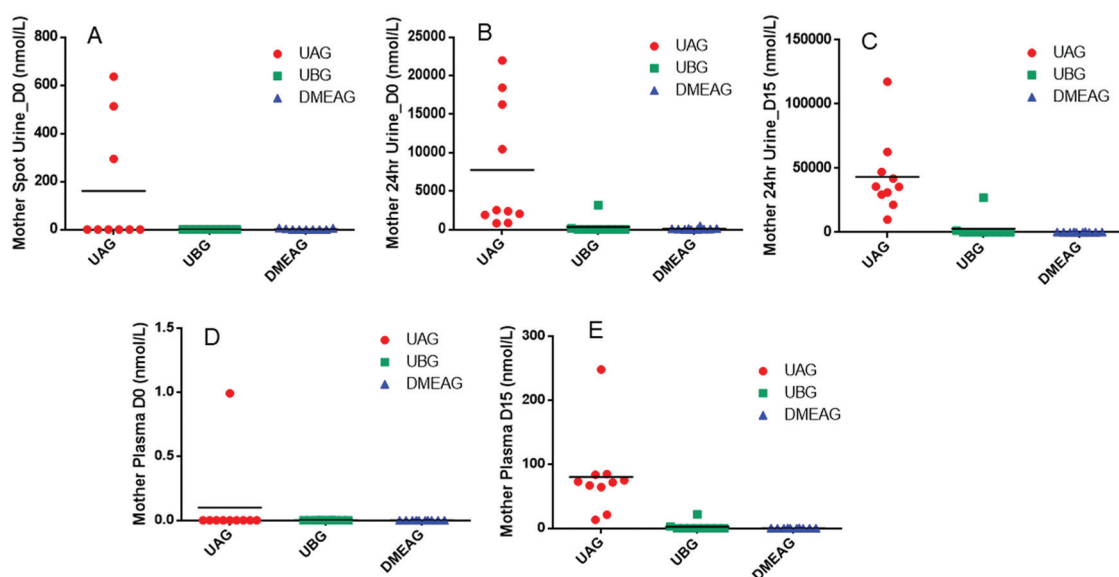 A
Mother Spot Urine_D0 (nmol/L)
800
600
400
200
0
UAG
UBG
DMEAG
UAG
UBG
DMEAG
B
Mother 24hr Urine_D0 (nmol/L)
25000
20000
15000
10000
5000
0
UAG
UBG
DMEAG
UAG
UBG
DMEAG
C
Mother 24hr Urine_D15 (nmol/L)
150000
100000
50000
0
UAG
UBG
DMEAG
UAG
UBG
DMEAG
D
Mother Plasma D0 (nmol/L)
1.5
1.0
0.5
0.0
UAG
UBG
DMEAG
UAG
UBG
DMEAG
E
Mother Plasma D15 (nmol/L)
300
200
100
0
UAG
UBG
DMEAG
UAG
UBG
DMEAG